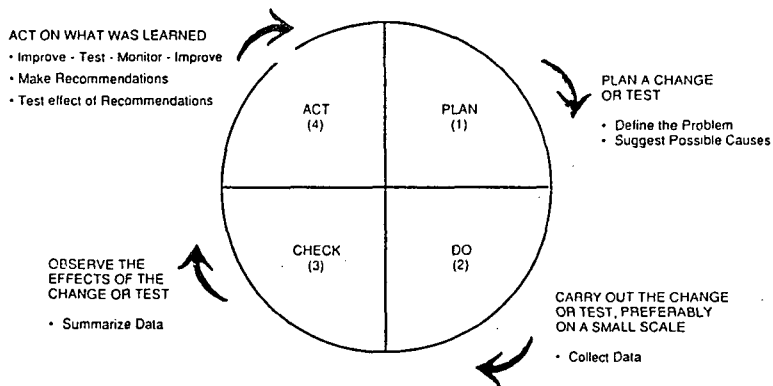 ACT ON WHAT WAS LEARNED
• Improve - Test - Monitor - Improve
• Make Recommendations
• Test effect of Recommendations
ACT
(4)
PLAN
(1)
PLAN A CHANGE
OR TEST
• Define the Problem
• Suggest Possible Causes
CHECK
(3)
DO
(2)
OBSERVE THE
EFFECTS OF THE
CHANGE OR TEST
• Summarize Data
CARRY OUT THE CHANGE
OR TEST, PREFERABLY
ON A SMALL SCALE
• Collect Data